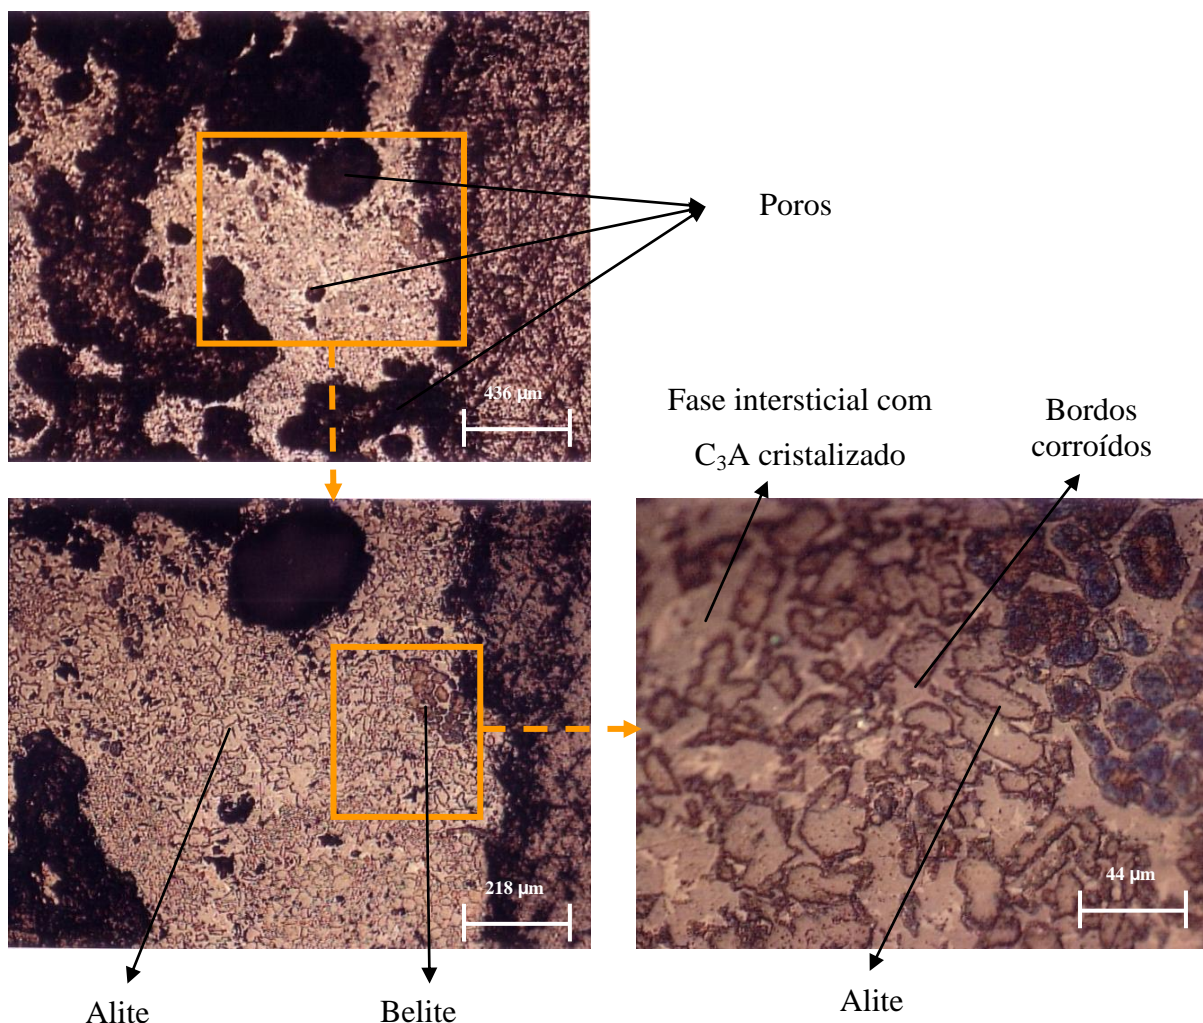 Poros
436 µm
Fase intersticial com
C₃A cristalizado
Bordos
corroídos
218 µm
44 µm
Alite
Belite
Alite